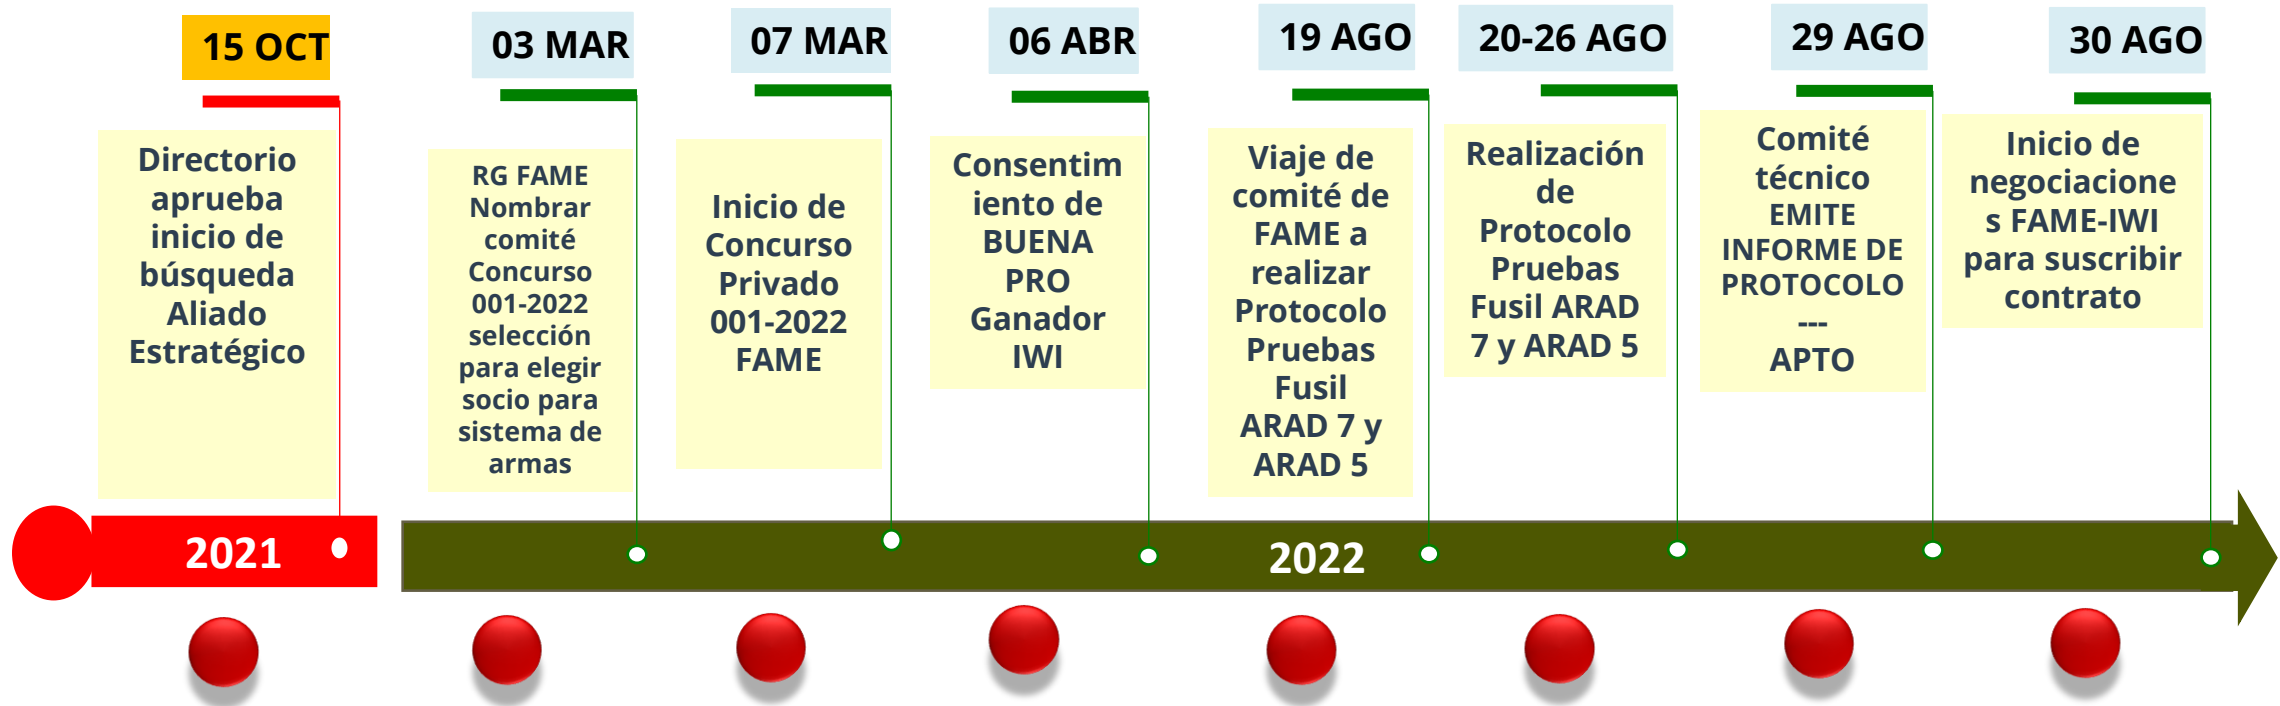 15 OCT
Directorio
aprueba
inicio de
búsqueda
Aliado
Estratégico
03 MAR
RG FAME
Nombrar
comité
Concurso
001-2022
selección
para elegir
socio para
sistema de
armas
07 MAR
Inicio de
Concurso
Privado
001-2022
FAME
06 ABR
Consentim
iento de
BUENA
PRO
Ganador
IWI
19 AGO
Viaje de
comité de
FAME a
realizar
Protocolo
Pruebas
Fusil
ARAD 7 y
ARAD 5
20-26 AGO
Realización
de
Protocolo
Pruebas
Fusil ARAD
7 y ARAD 5
29 AGO
Comité
técnico
EMITE
INFORME DE
PROTOCOLO
---
APTO
30 AGO
Inicio de
negociacione
s FAME-IWI
para suscribir
contrato
2021
2022